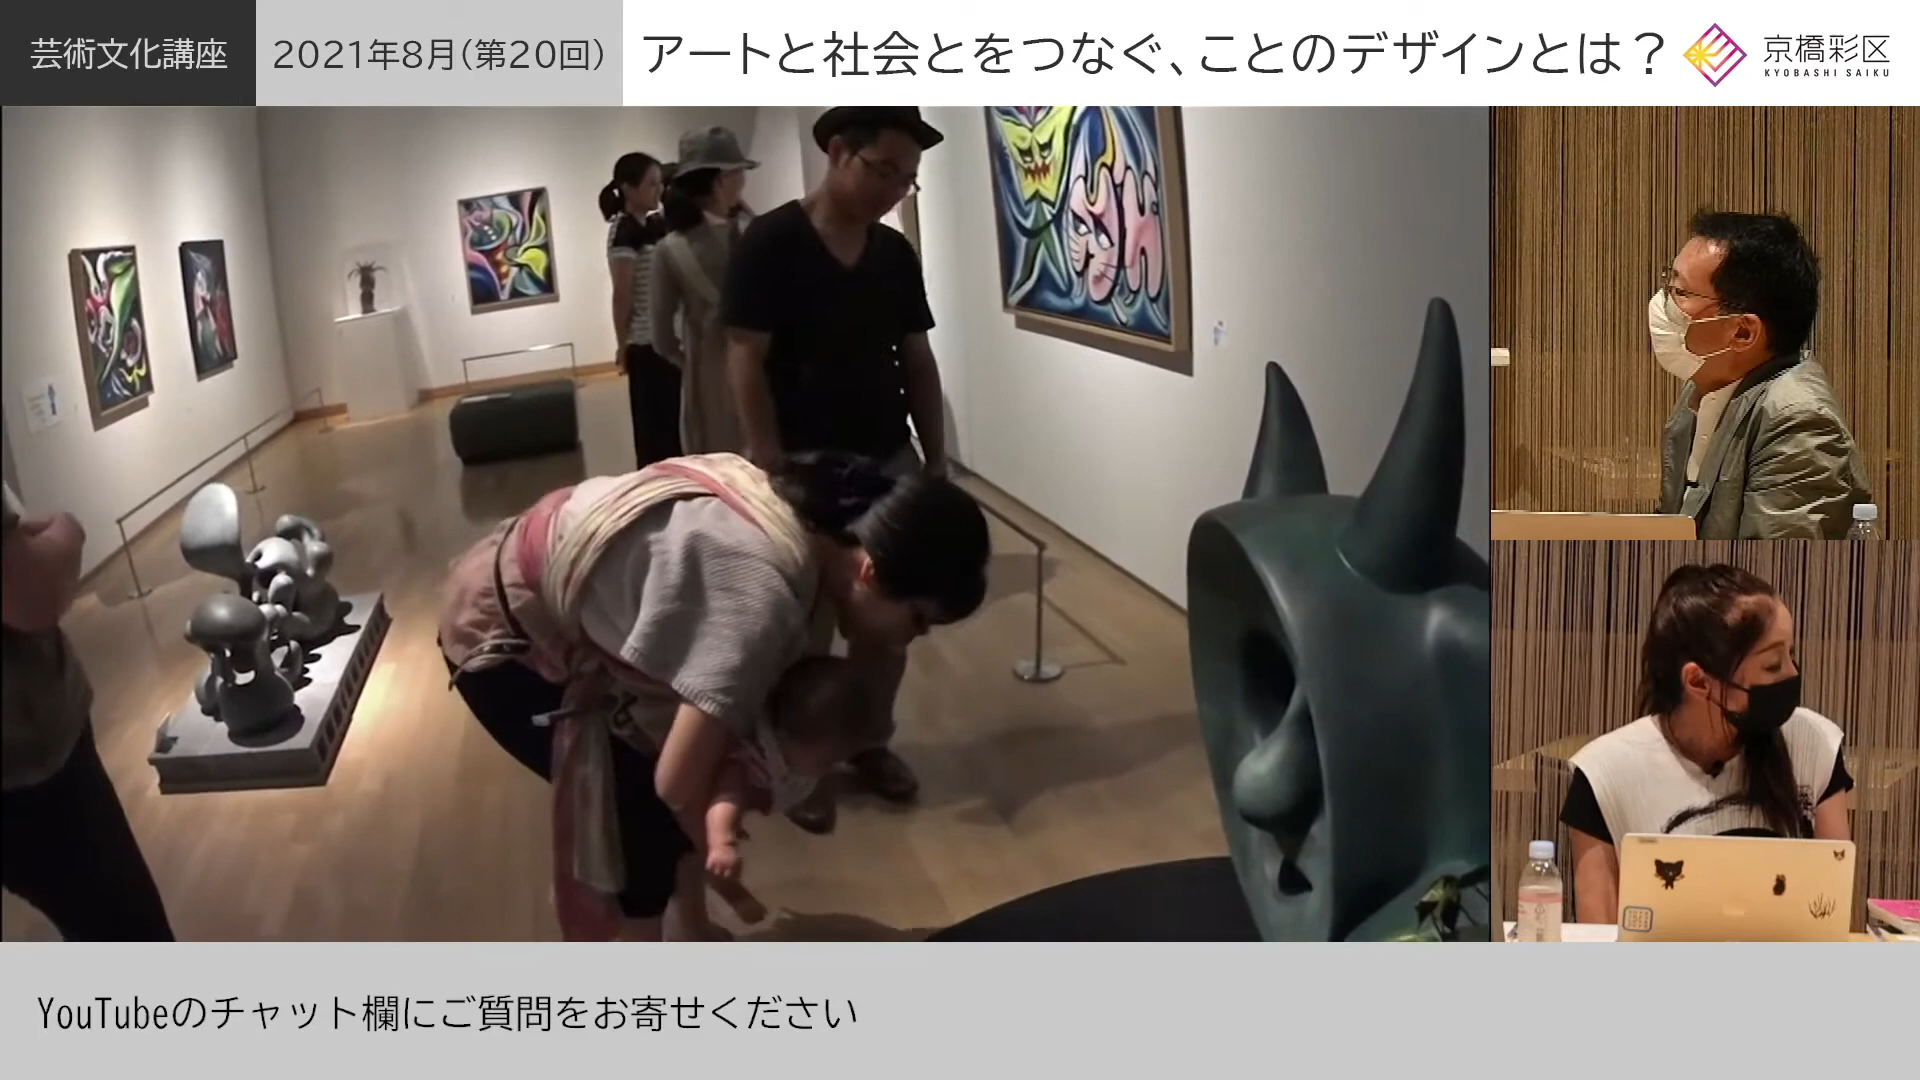 芸術文化講座
2021年8月(第20回)
アートと社会とをつなぐ、ことのデザインとは？
京橋彩区
KYOBASHI SAIKU
YouTubeのチャット欄にご質問をお寄せください